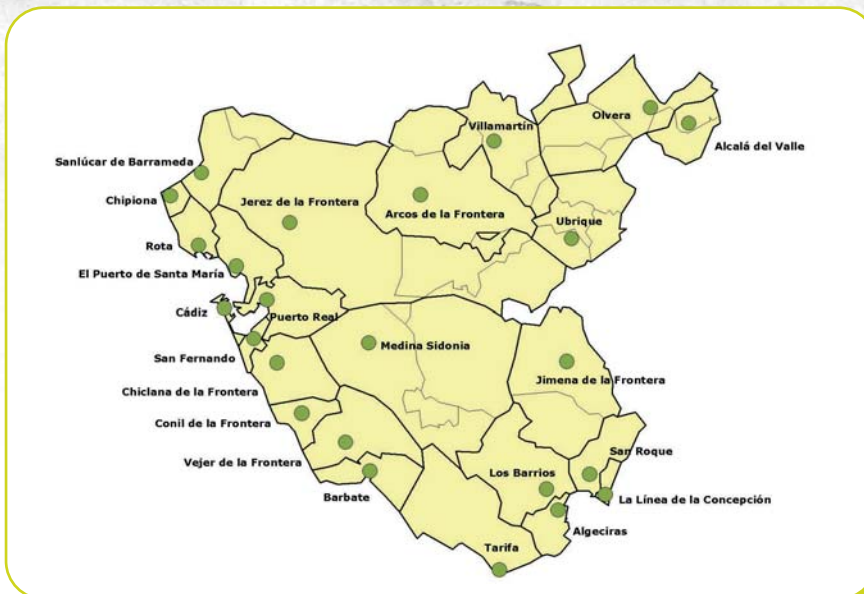 Villamartín
Olvera
Alcalá del Valle
Sanlúcar de Barrameda
Chipiona
Jerez de la Frontera
Arcos de la Frontera
Ubrique
Rota
El Puerto de Santa María
Cádiz
Puerto Real
San Fernando
Medina Sidonia
Jimena de la Frontera
Chiclana de la Frontera
Conil de la Frontera
Vejer de la Frontera
San Roque
Los Barrios
Barbate
La Línea de la Concepción
Algeciras
Tarifa